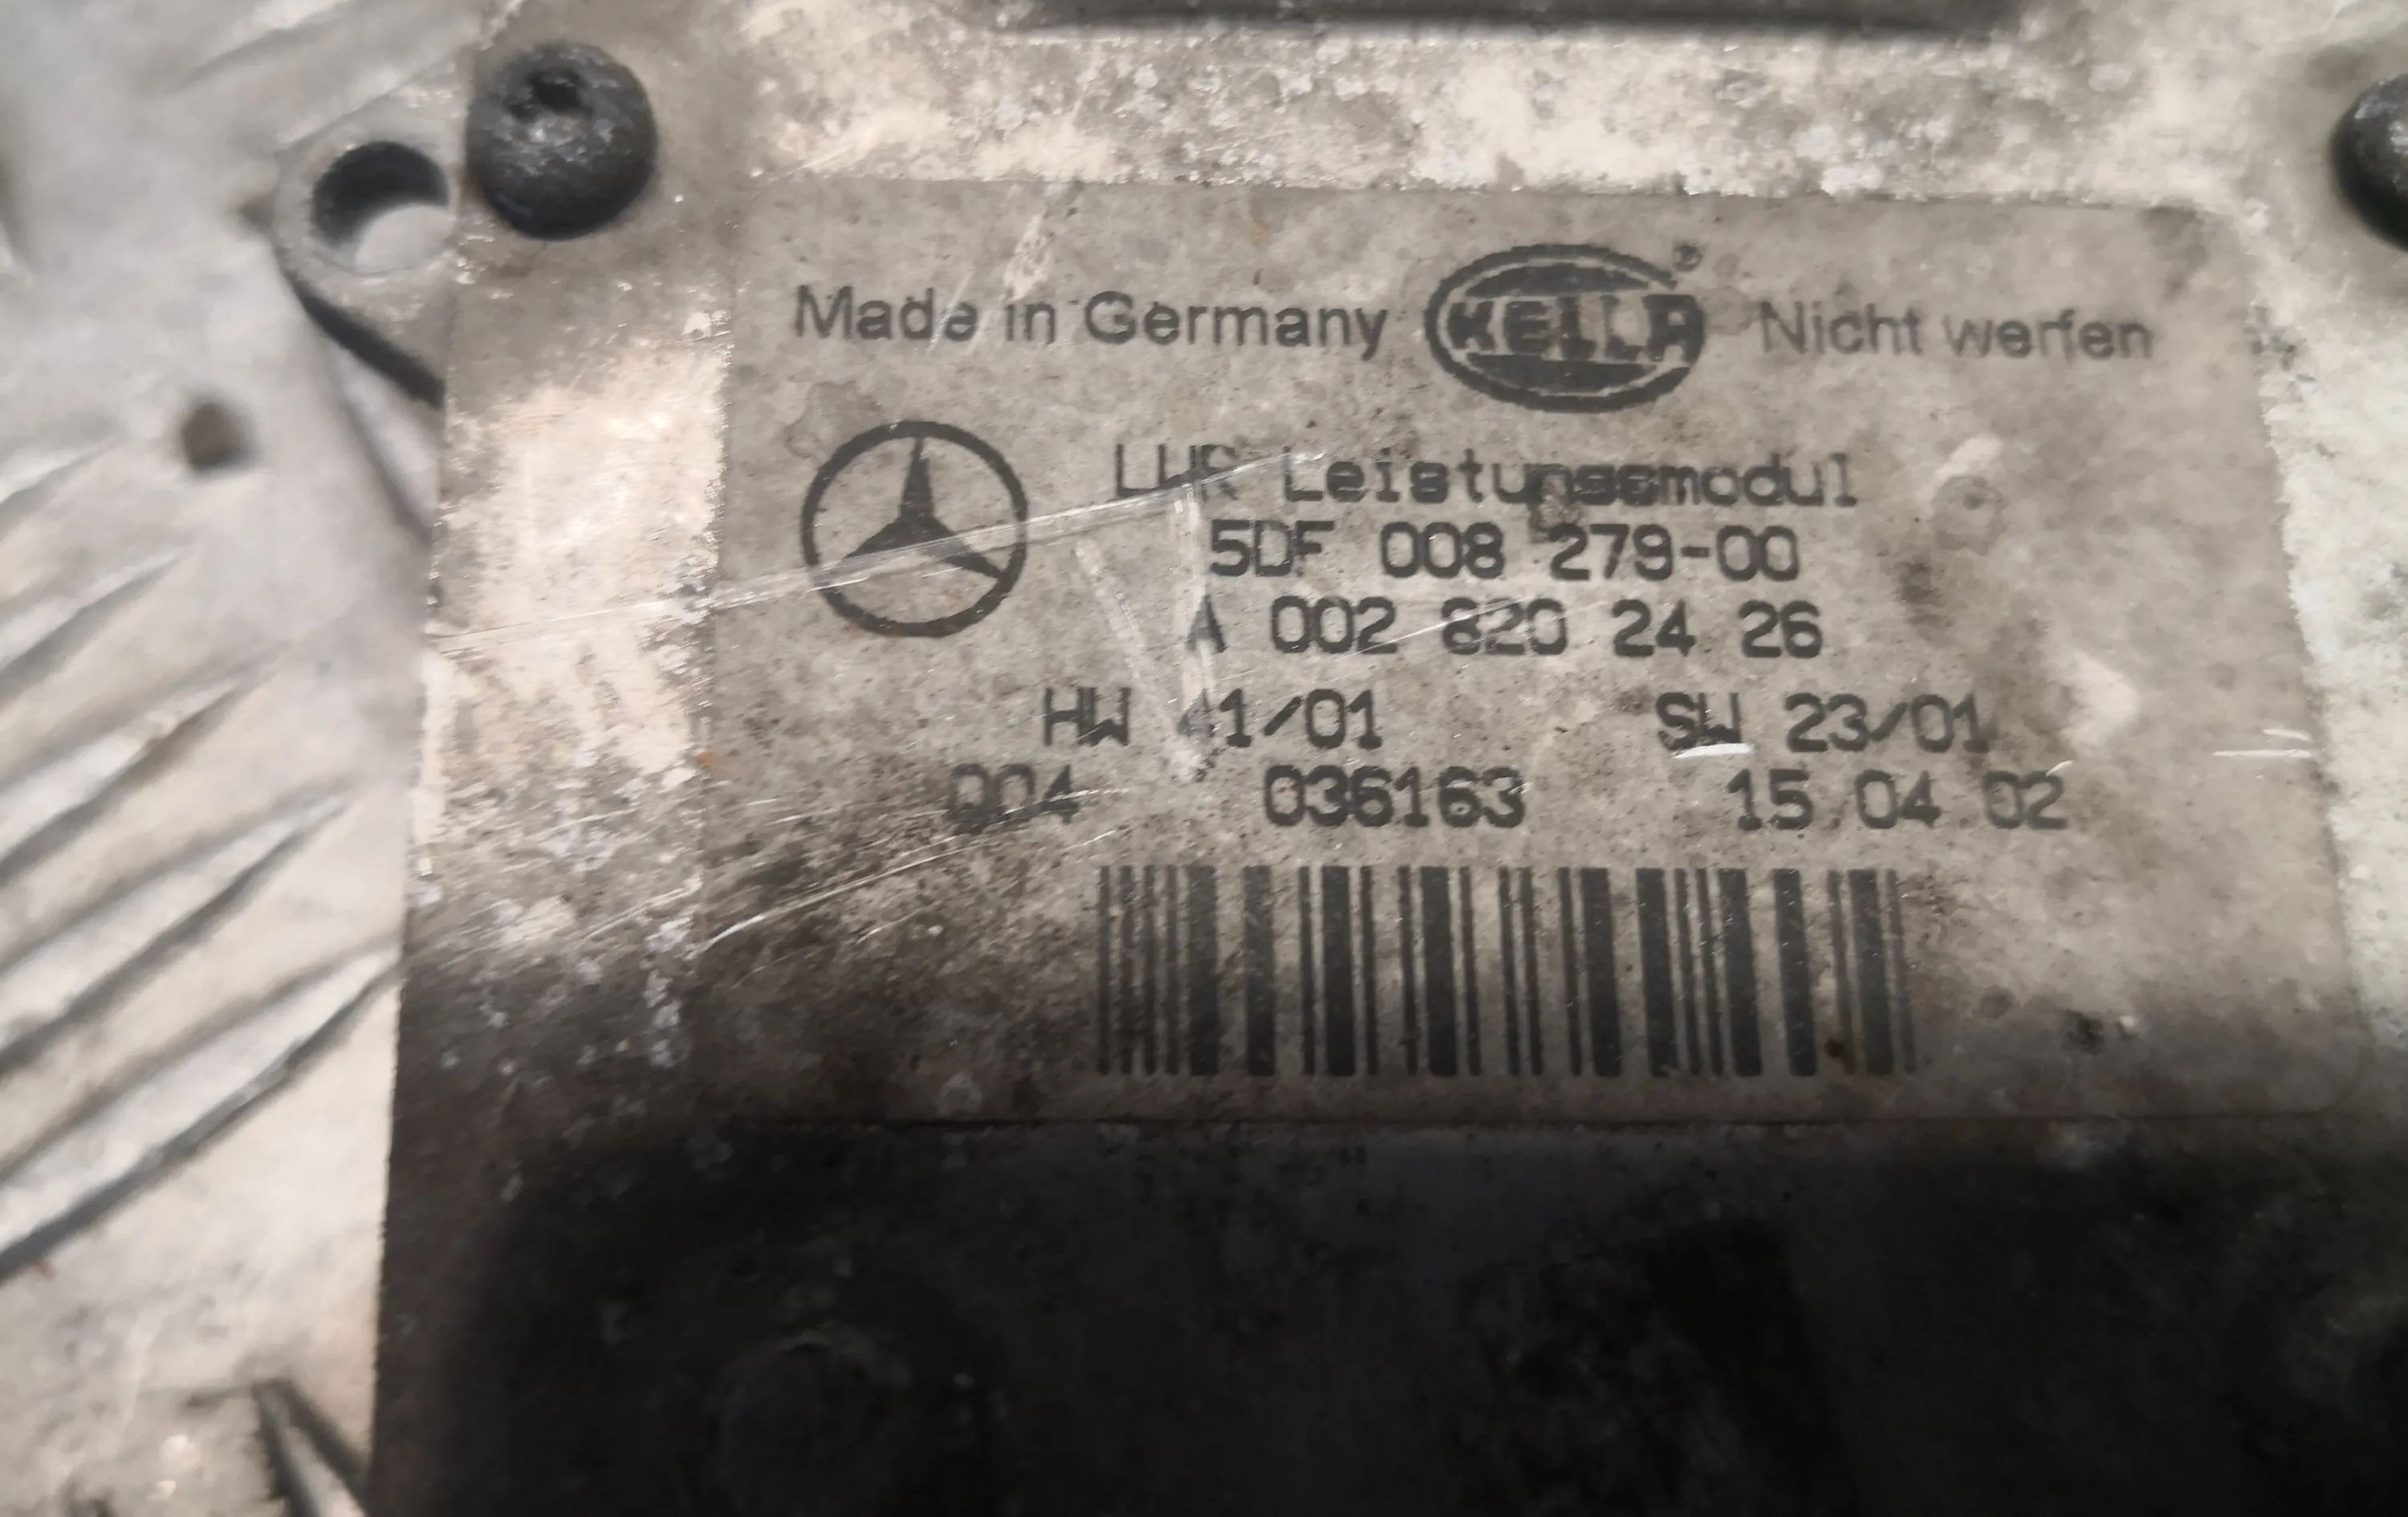 Made in Germany HELLA ® Nicht werfen
LWR Leistungsmodul
5DF 008 279-00
A 002 820 24 26
HW 41/01 SW 23/01
004 036163 15.04.02